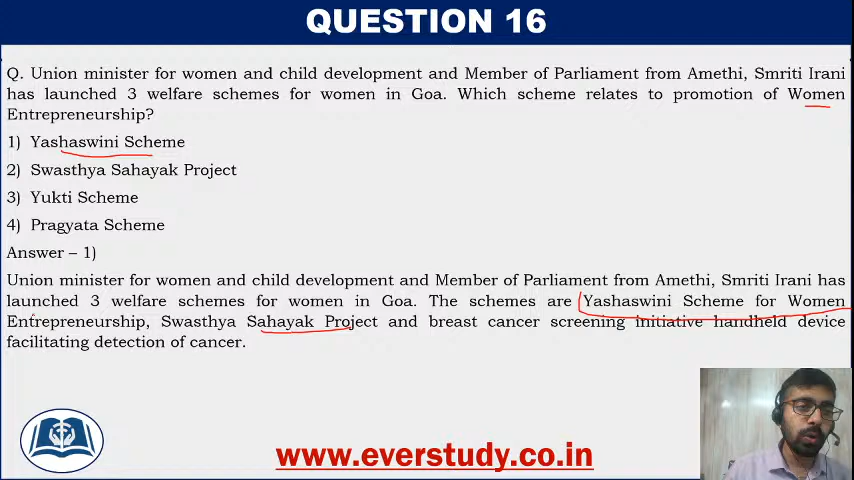 QUESTION 16
Q. Union minister for women and child development and Member of Parliament from Amethi, Smriti Irani
has launched 3 welfare schemes for women in Goa. Which scheme relates to promotion of Women
Entrepreneurship?
1) Yashaswini Scheme
2) Swasthya Sahayak Project
3) Yukti Scheme
4) Pragyata Scheme
Answer – 1)
Union minister for women and child development and Member of Parliament from Amethi, Smriti Irani has
launched 3 welfare schemes for women in Goa. The schemes are Yashaswini Scheme for Women
Entrepreneurship, Swasthya Sahayak Project and breast cancer screening initiative handheld device
facilitating detection of cancer.
www.everstudy.co.in